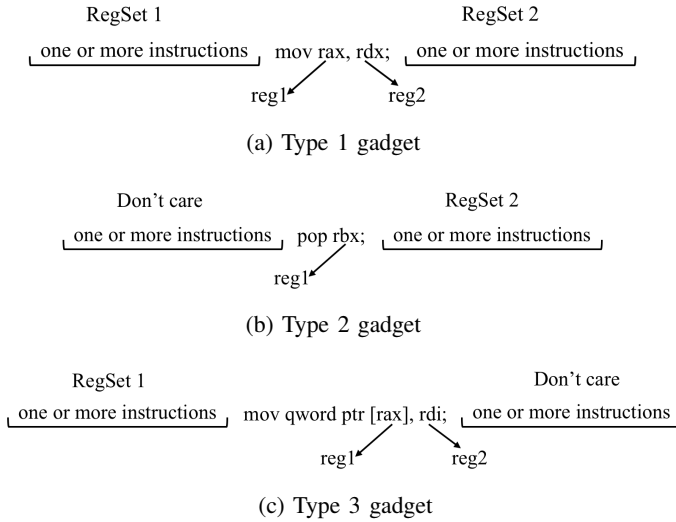 RegSet 1 RegSet 2
one or more instructions mov rax, rdx; one or more instructions
reg1 reg2
(a) Type 1 gadget
Don't care RegSet 2
one or more instructions pop rbx; one or more instructions
reg1
(b) Type 2 gadget
RegSet 1 Don't care
one or more instructions mov qword ptr [rax], rdi; one or more instructions
reg1 reg2
(c) Type 3 gadget